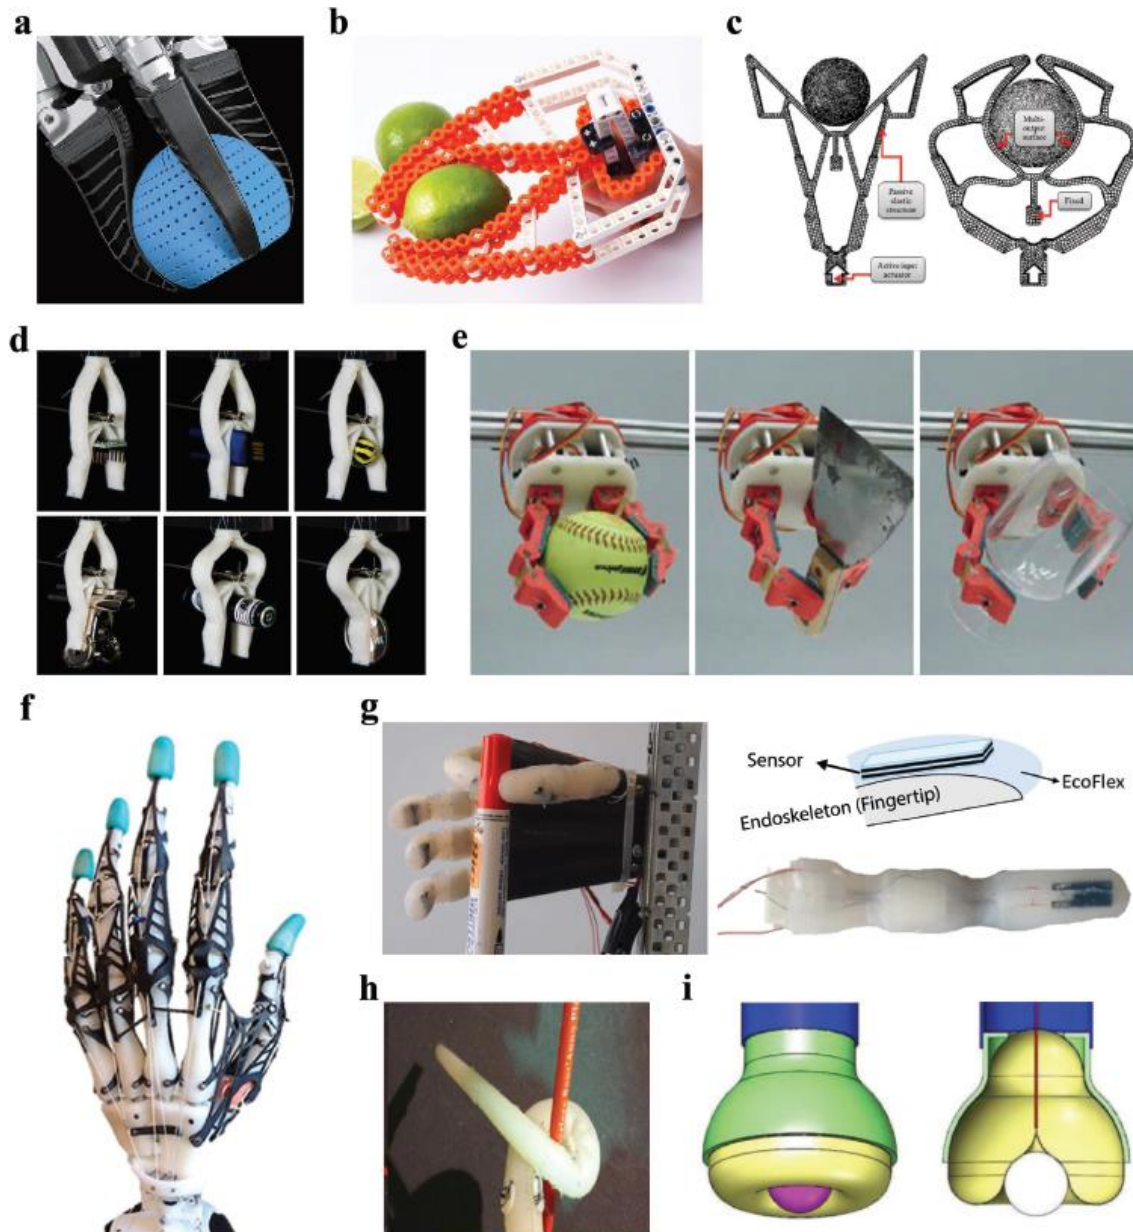 a
b
c
Multi-
output
surface
Passive
elastic
structure
Fixed
Active input
actuator
d
e
f
g
Sensor
EcoFlex
Endoskeleton (Fingertip)
h
i